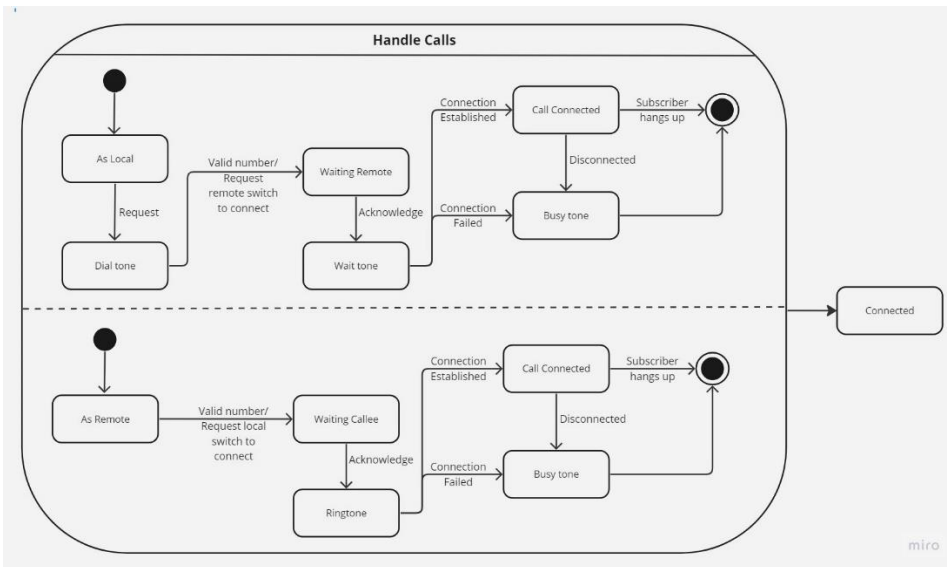 Handle Calls
As Local
Request
Dial tone
Valid number/
Request
remote switch
to connect
Waiting Remote
Acknowledge
Wait tone
Connection
Established
Call Connected
Subscriber
hangs up
Disconnected
Connection
Failed
Busy tone
Connected
As Remote
Valid number/
Request local
switch to
connect
Waiting Callee
Acknowledge
Ringtone
Connection
Established
Call Connected
Subscriber
hangs up
Disconnected
Connection
Failed
Busy tone
miro